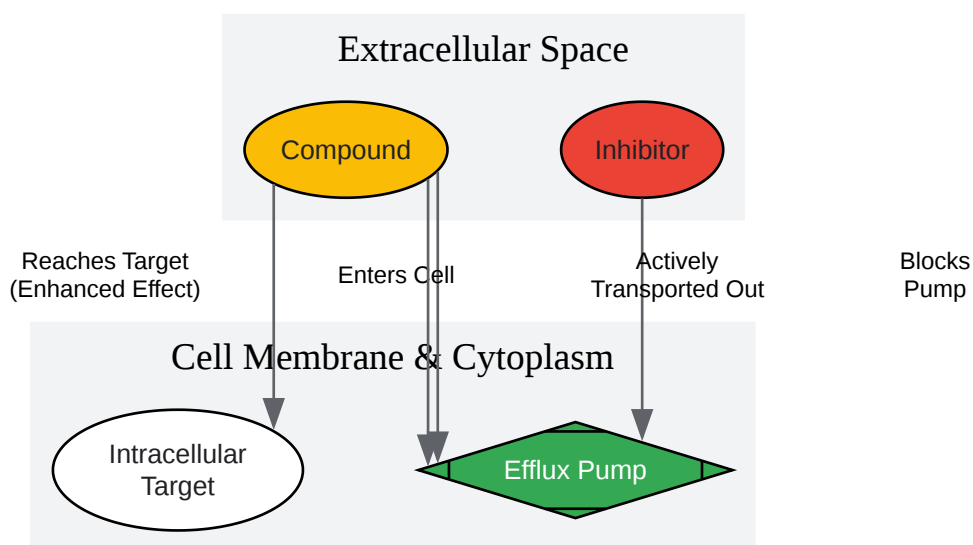 Extracellular Space
Compound
Inhibitor
Reaches Target
(Enhanced Effect)
Enters Cell
Actively
Transported Out
Blocks
Pump
Cell Membrane & Cytoplasm
Intracellular
Target
Efflux Pump